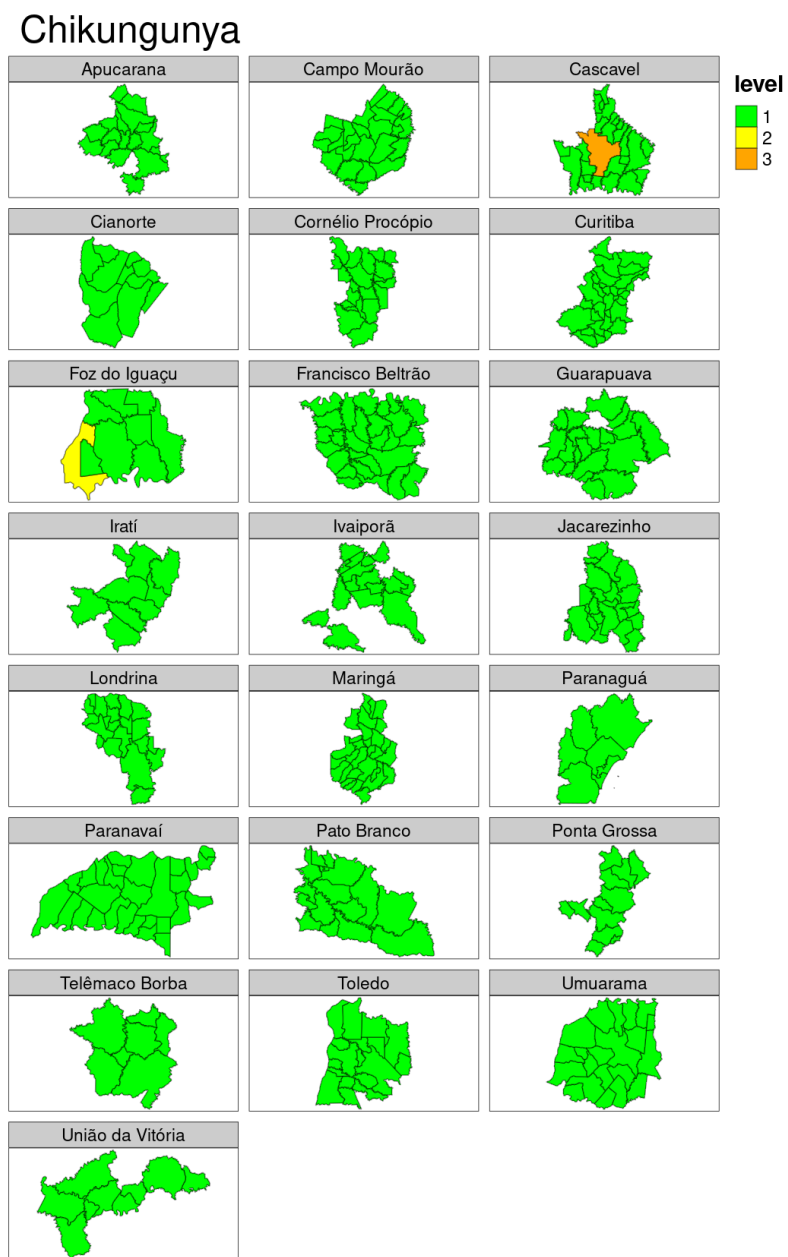 Chikungunya
Apucarana
Campo Mourão
Cascavel
level
1
2
3
Cianorte
Cornélio Procópio
Curitiba
Foz do Iguaçu
Francisco Beltrão
Guarapuava
Iratí
Ivaiporã
Jacarezinho
Londrina
Maringá
Paranaguá
Paranavaí
Pato Branco
Ponta Grossa
Telêmaco Borba
Toledo
Umuarama
União da Vitória